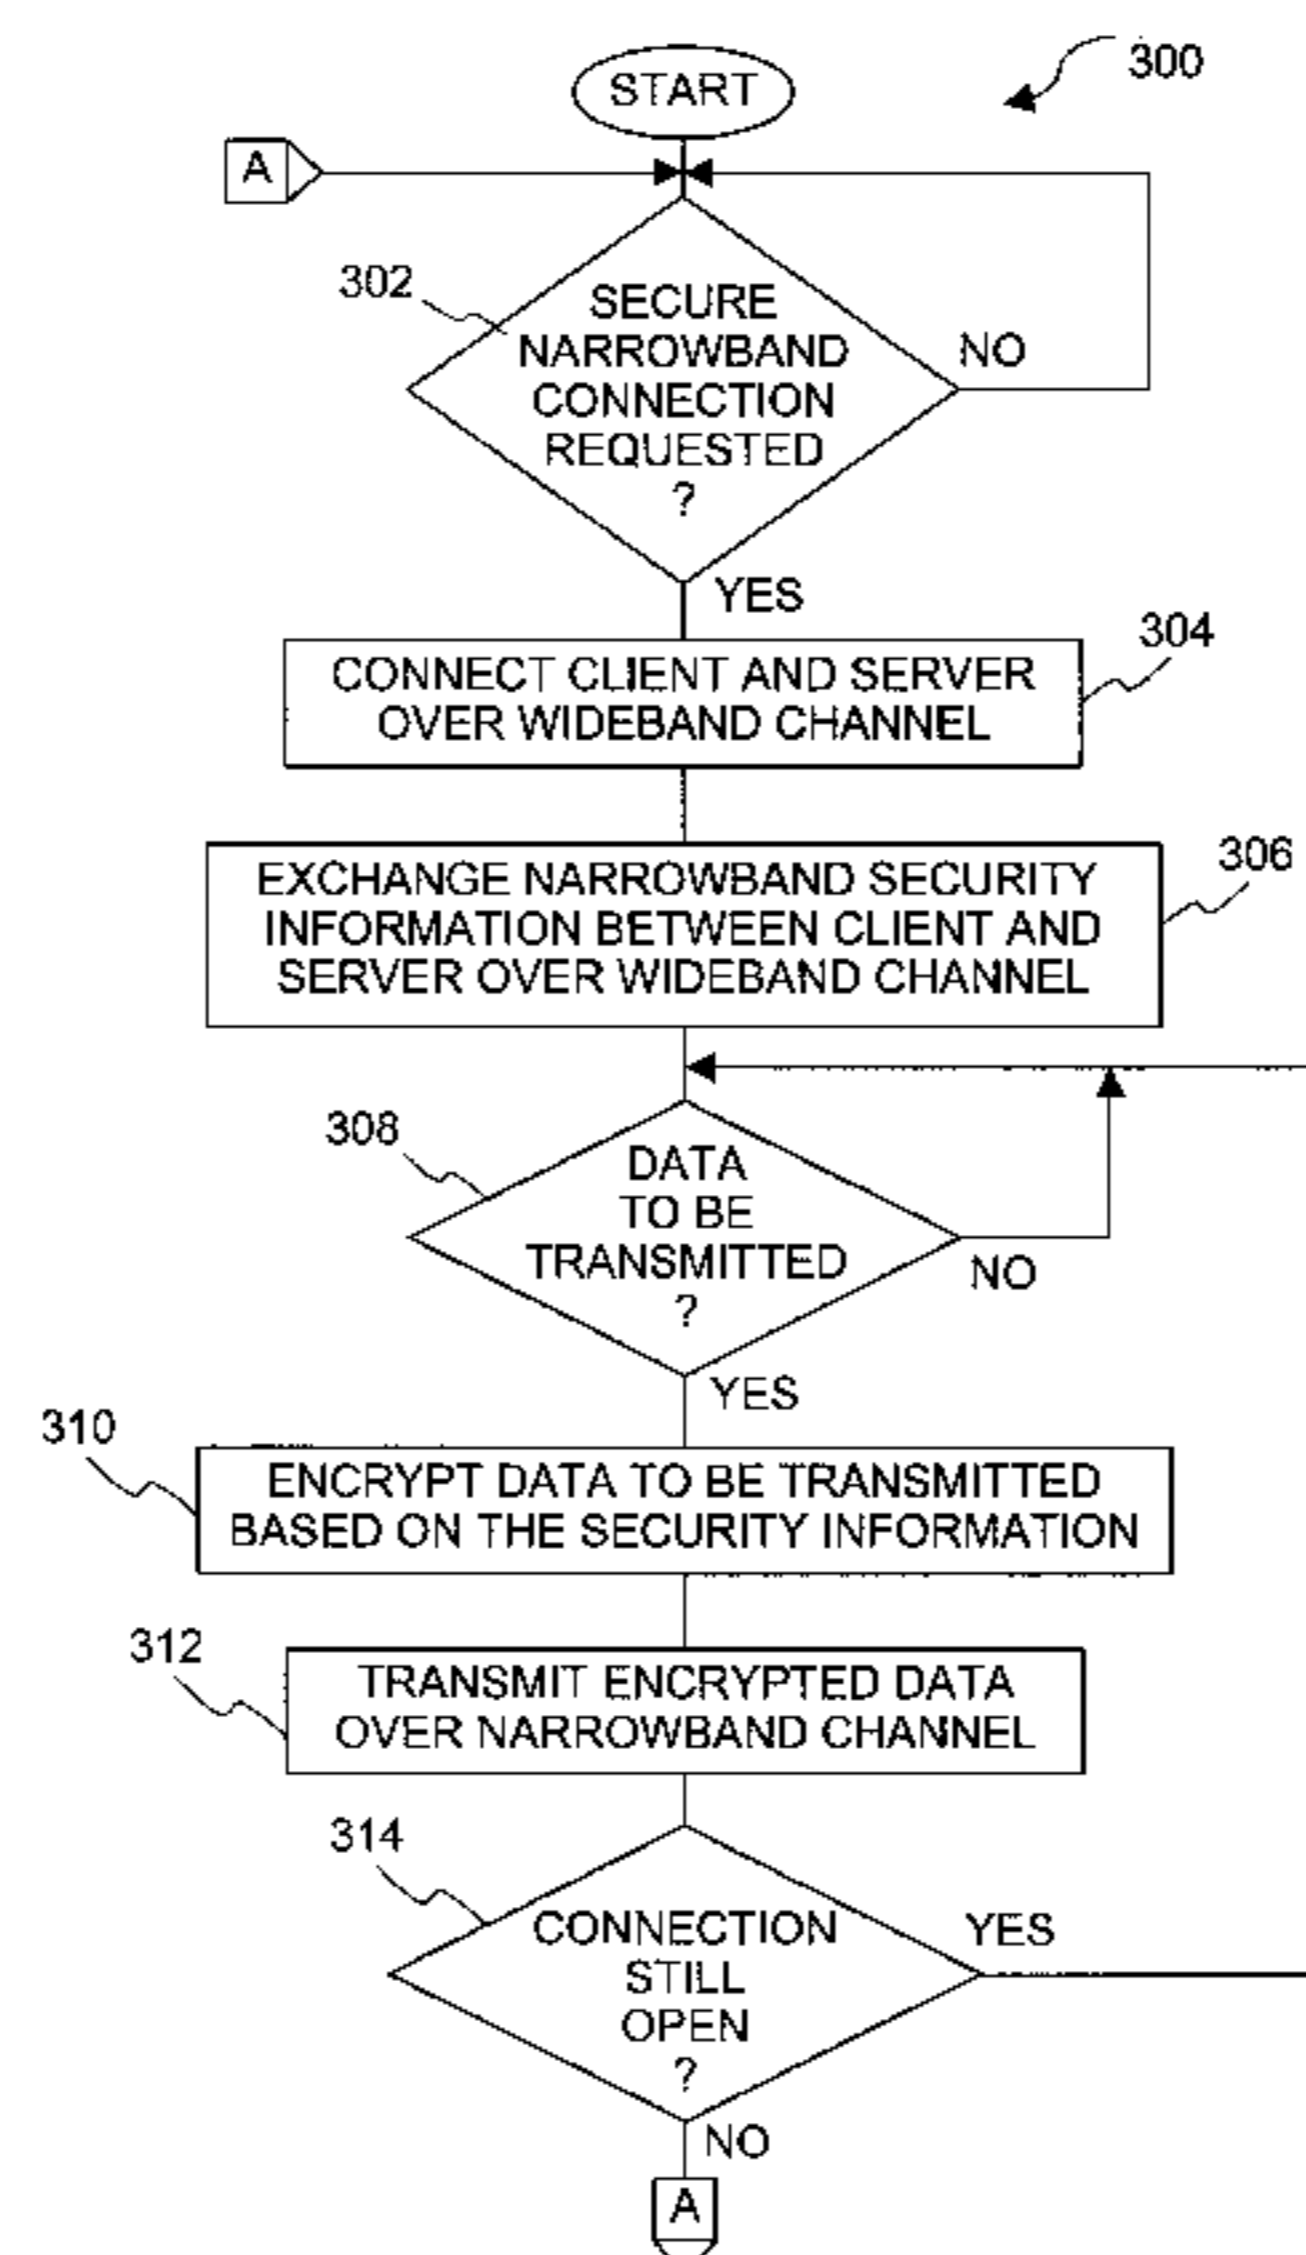 300
START
A
302
SECURE
NARROWBAND
CONNECTION
REQUESTED
?
NO
YES
304
CONNECT CLIENT AND SERVER
OVER WIDEBAND CHANNEL
306
EXCHANGE NARROWBAND SECURITY
INFORMATION BETWEEN CLIENT AND
SERVER OVER WIDEBAND CHANNEL
308
DATA
TO BE
TRANSMITTED
?
NO
YES
310
ENCRYPT DATA TO BE TRANSMITTED
BASED ON THE SECURITY INFORMATION
312
TRANSMIT ENCRYPTED DATA
OVER NARROWBAND CHANNEL
314
CONNECTION
STILL
OPEN
?
YES
NO
A